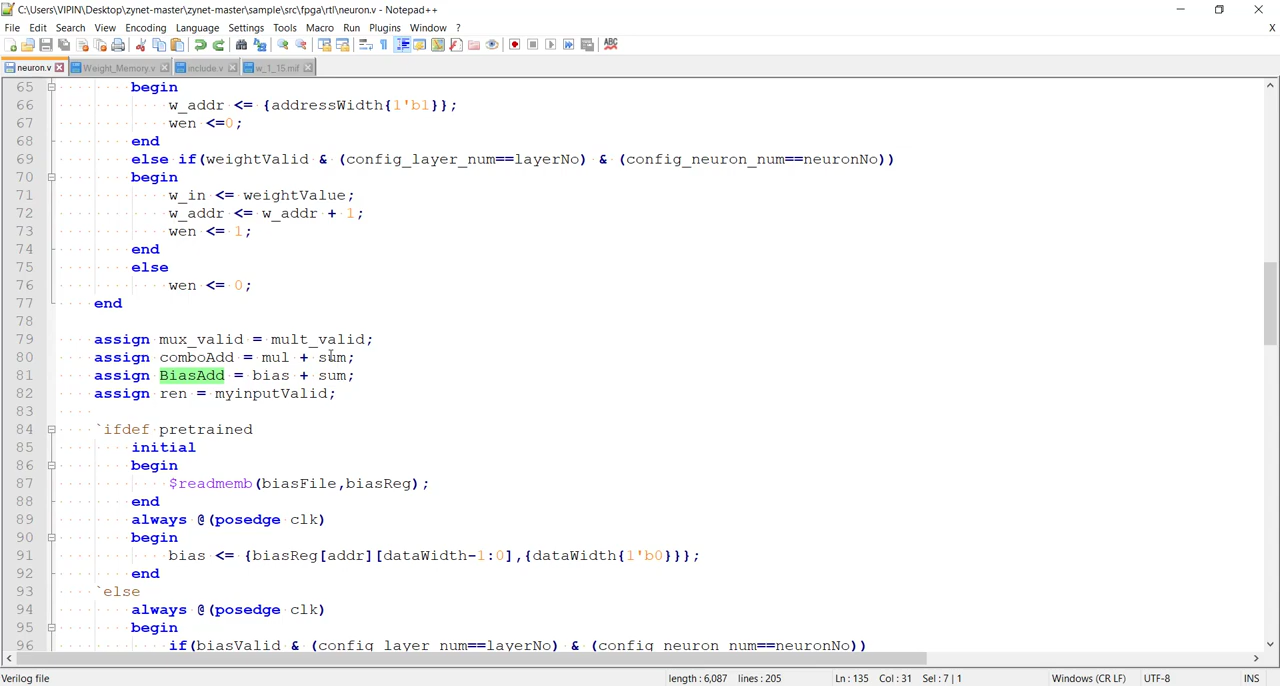 C:\Users\VIPIN\Desktop\zynet-master\zynet-master\sample\src\fpga\rtl\neuron.v - Notepad++
File Edit Search View Encoding Language Settings Tools Macro Run Plugins Window ? X
neuron.v Weight_Memory.v include.v w_1_15.mif
65 begin
66 w_addr <= {addressWidth{1'b1}};
67 wen <=0;
68 end
69 else if(weightValid & (config_layer_num==layerNo) & (config_neuron_num==neuronNo))
70 begin
71 w_in <= weightValue;
72 w_addr <= w_addr + 1;
73 wen <= 1;
74 end
75 else
76 wen <= 0;
77 end
78
79 assign mux_valid = mult_valid;
80 assign comboAdd = mul + sum;
81 assign BiasAdd = bias + sum;
82 assign ren = myinputValid;
83
84 `ifdef pretrained
85 initial
86 begin
87 $readmemb(biasFile,biasReg);
88 end
89 always @(posedge clk)
90 begin
91 bias <= {biasReg[addr][dataWidth-1:0],{dataWidth{1'b0}}};
92 end
93 `else
94 always @(posedge clk)
95 begin
96 if(biasValid & (config_layer_num==layerNo) & (config_neuron_num==neuronNo))
Verilog file length : 6,087 lines : 205 Ln : 135 Col : 31 Sel : 7 | 1 Windows (CR LF) UTF-8 INS